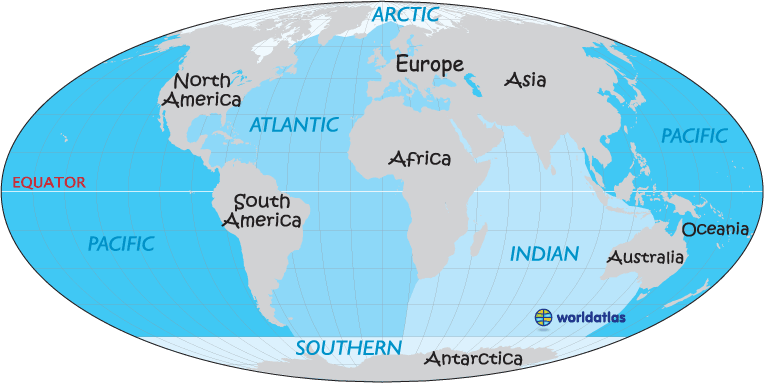 ARCTIC
North
America
Europe
Asia
ATLANTIC
PACIFIC
Africa
EQUATOR
South
America
PACIFIC
Oceania
INDIAN
Australia
worldatlas
SOUTHERN
Antarctica